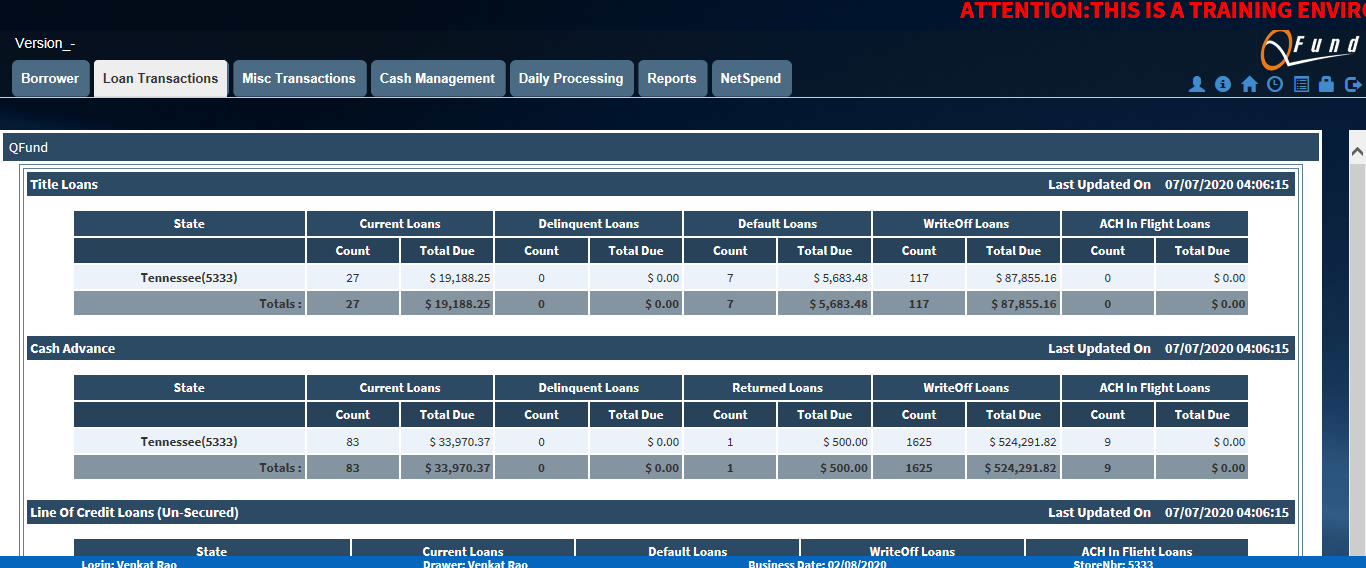 ATTENTION:THIS IS A TRAINING ENVIRO
Version_-
QFund
Borrower Loan Transactions Misc Transactions Cash Management Daily Processing Reports NetSpend
QFund
Title Loans Last Updated On 07/07/2020 04:06:15
State Current Loans Delinquent Loans Default Loans WriteOff Loans ACH In Flight Loans
Count Total Due Count Total Due Count Total Due Count Total Due Count Total Due
Tennessee(5333) 27 $ 19,188.25 0 $ 0.00 7 $ 5,683.48 117 $ 87,855.16 0 $ 0.00
Totals : 27 $ 19,188.25 0 $ 0.00 7 $ 5,683.48 117 $ 87,855.16 0 $ 0.00
Cash Advance Last Updated On 07/07/2020 04:06:15
State Current Loans Delinquent Loans Returned Loans WriteOff Loans ACH In Flight Loans
Count Total Due Count Total Due Count Total Due Count Total Due Count Total Due
Tennessee(5333) 83 $ 33,970.37 0 $ 0.00 1 $ 500.00 1625 $ 524,291.82 9 $ 0.00
Totals : 83 $ 33,970.37 0 $ 0.00 1 $ 500.00 1625 $ 524,291.82 9 $ 0.00
Line Of Credit Loans (Un-Secured) Last Updated On 07/07/2020 04:06:15
State Current Loans Default Loans WriteOff Loans ACH In Flight Loans
Login: Venkat Rao Drawer: Venkat Rao Business Date: 02/08/2020 StoreNbr: 5333